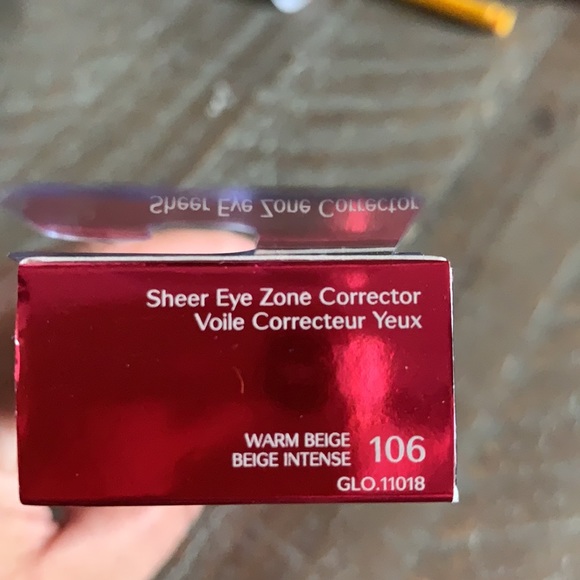 Sheer Eye Zone Corrector
Sheer Eye Zone Corrector
Voile Correcteur Yeux
WARM BEIGE 106
BEIGE INTENSE
GLO.11018